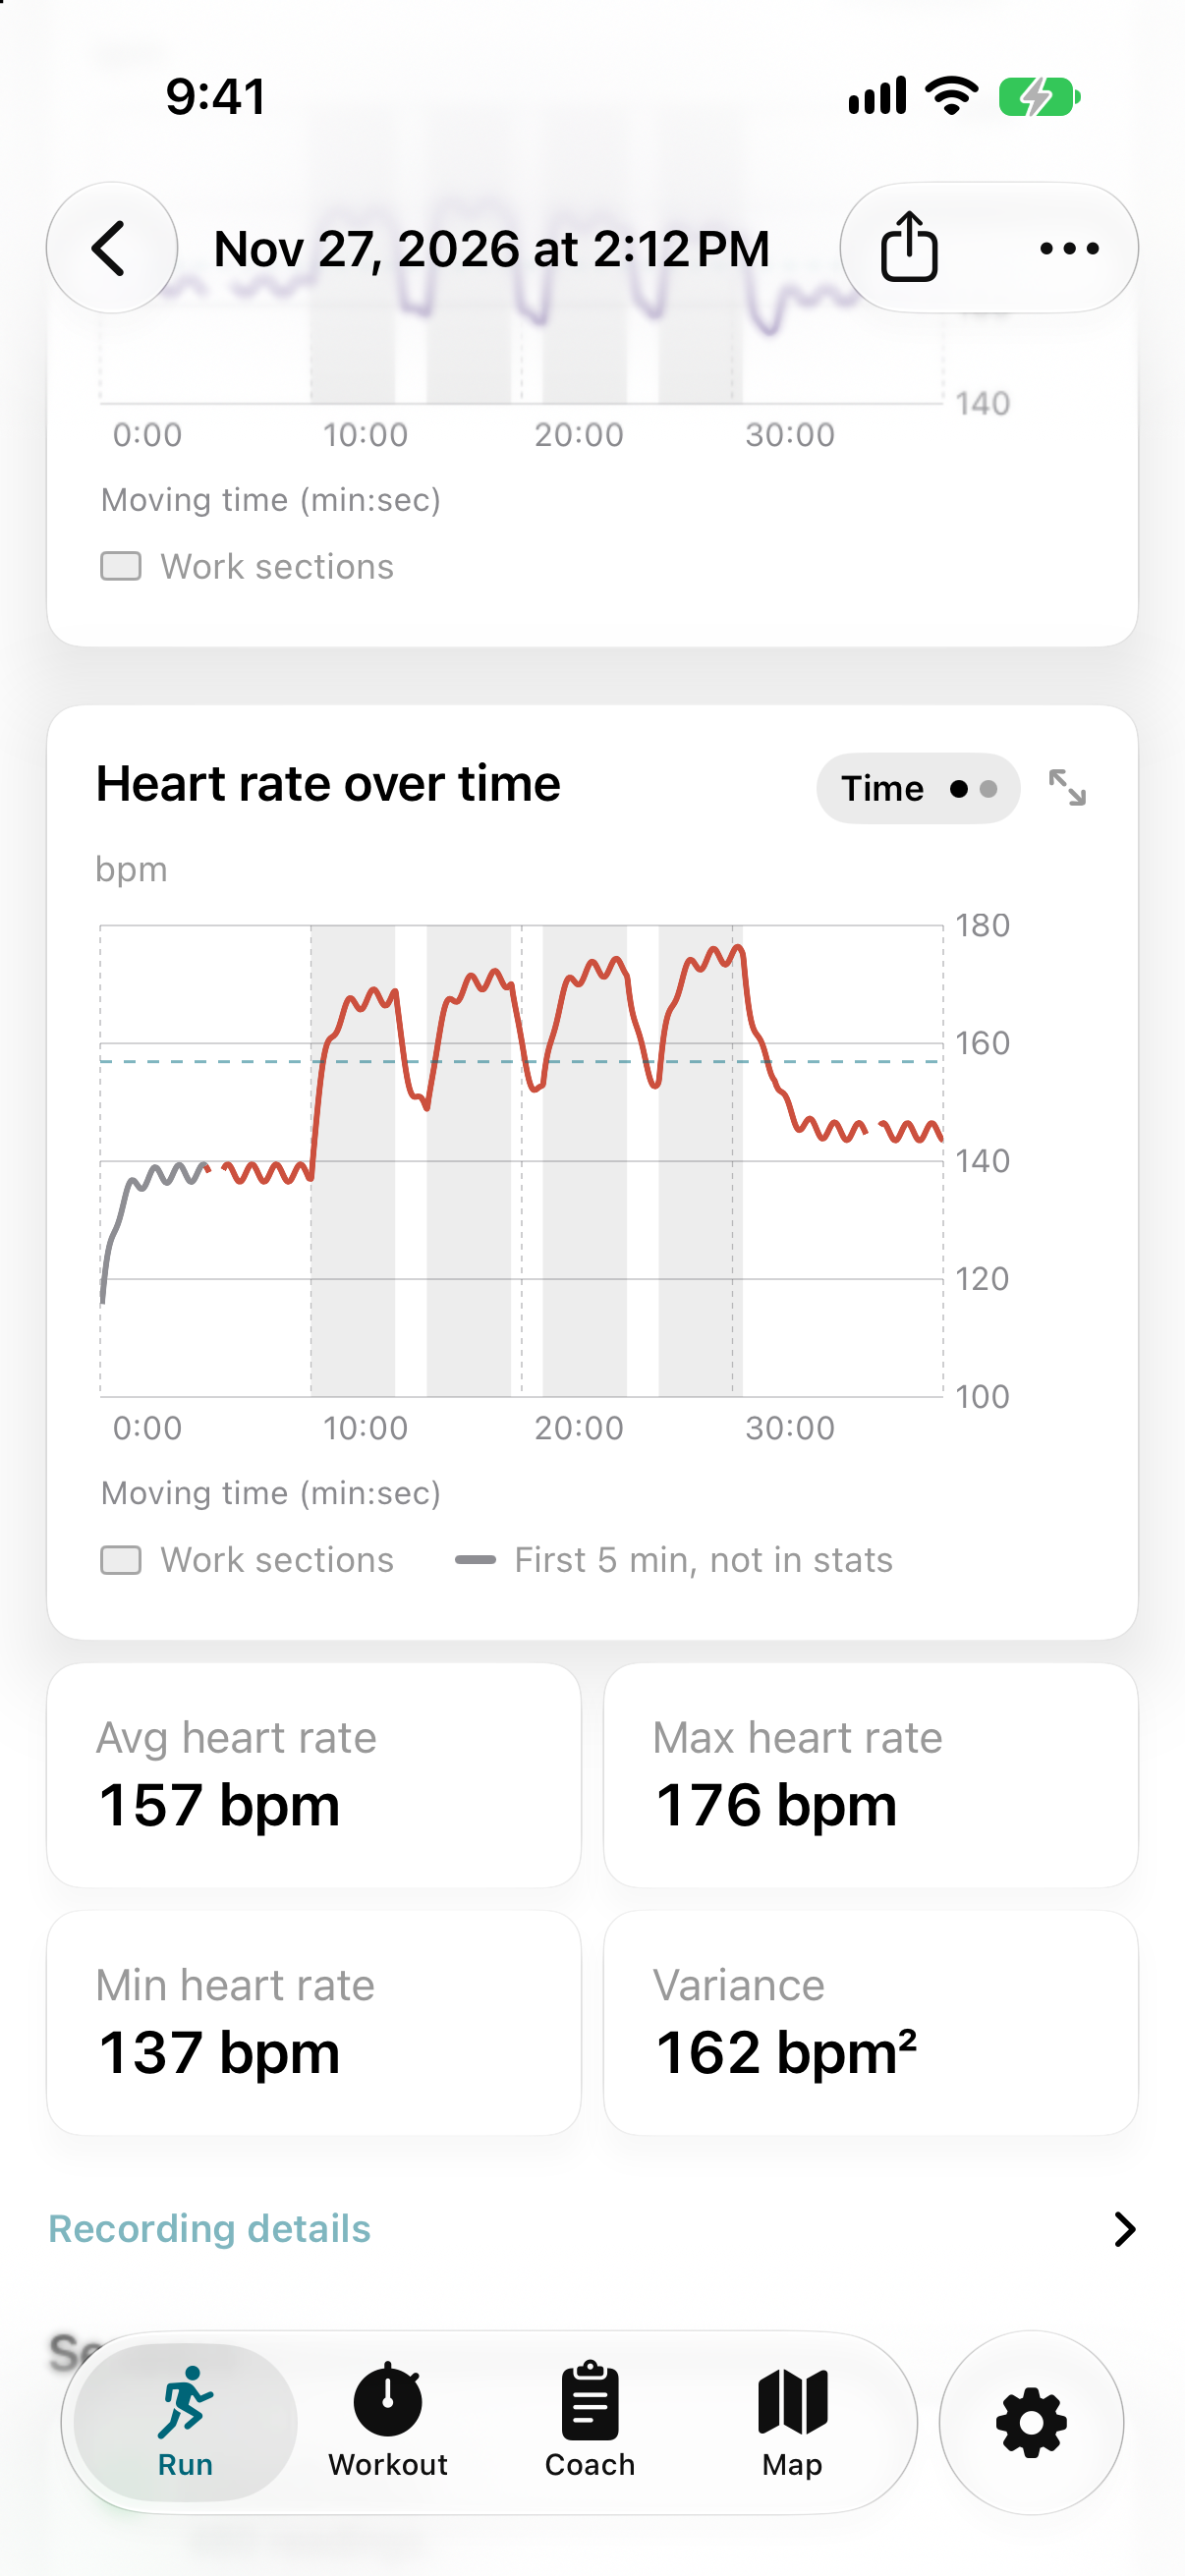 9:41
Nov 27, 2026 at 2:12 PM
140
0:00 10:00 20:00 30:00
Moving time (min:sec)
Work sections
Heart rate over time
Time
bpm
180
160
140
120
100
0:00 10:00 20:00 30:00
Moving time (min:sec)
Work sections First 5 min, not in stats
Avg heart rate
157 bpm
Max heart rate
176 bpm
Min heart rate
137 bpm
Variance
162 bpm²
Recording details
Run Workout Coach Map